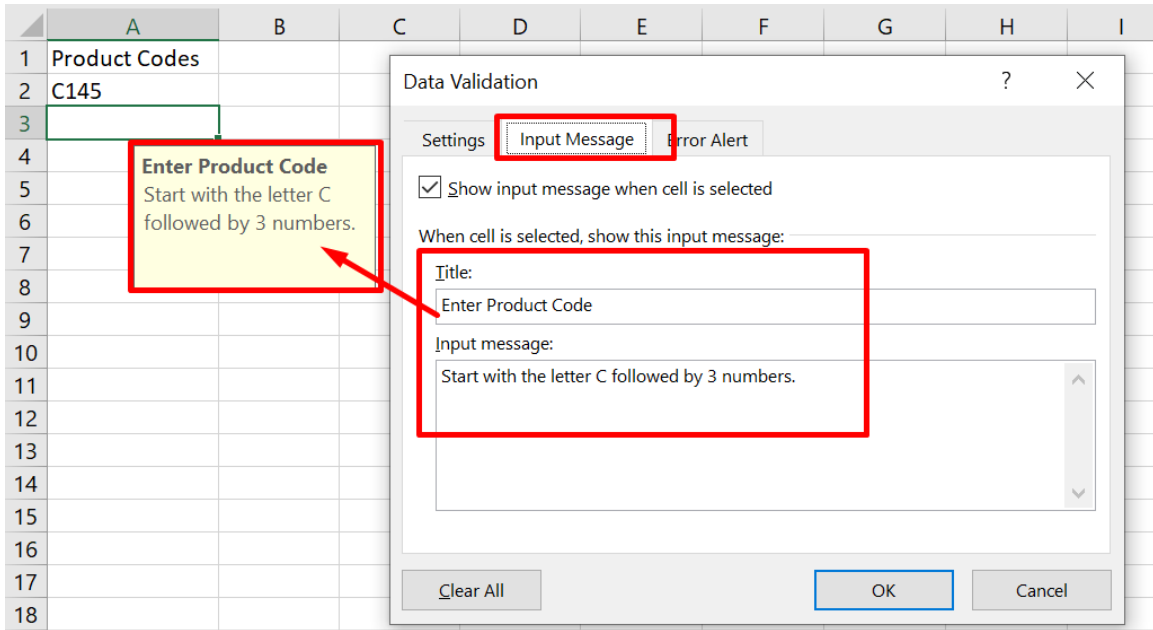 A B C D E F G H I
1 Product Codes
2 C145
3
4
5
6
7
8
9
10
11
12
13
14
15
16
17
18
Enter Product Code
Start with the letter C
followed by 3 numbers.
Data Validation ?
Settings Input Message Error Alert
Show input message when cell is selected
When cell is selected, show this input message:
Title:
Enter Product Code
Input message:
Start with the letter C followed by 3 numbers.
Clear All OK Cancel